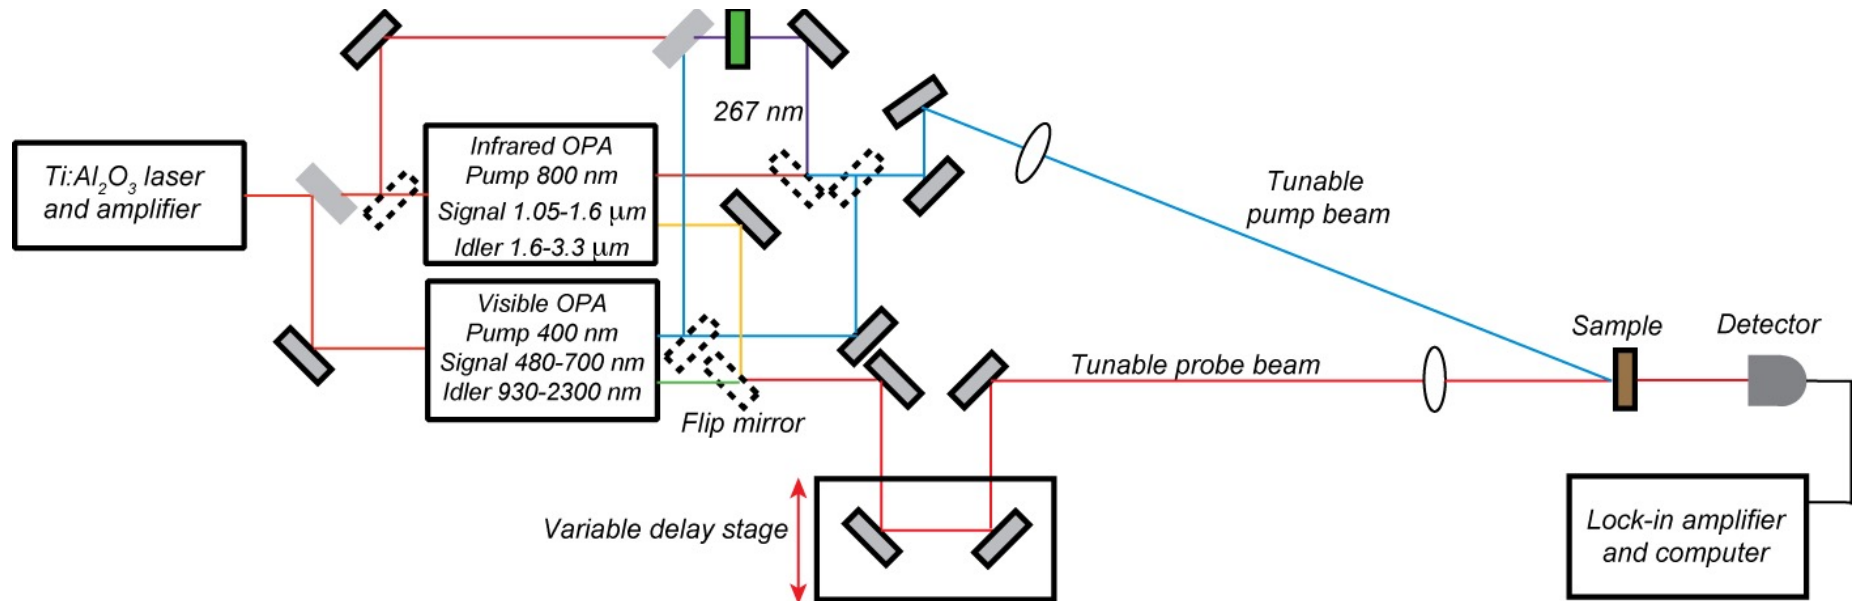 267 nm
Ti:Al₂O₃ laser
and amplifier
Infrared OPA
Pump 800 nm
Signal 1.05-1.6 μm
Idler 1.6-3.3 μm
Visible OPA
Pump 400 nm
Signal 480-700 nm
Idler 930-2300 nm
Flip mirror
Tunable
pump beam
Tunable probe beam
Sample
Detector
Variable delay stage
Lock-in amplifier
and computer